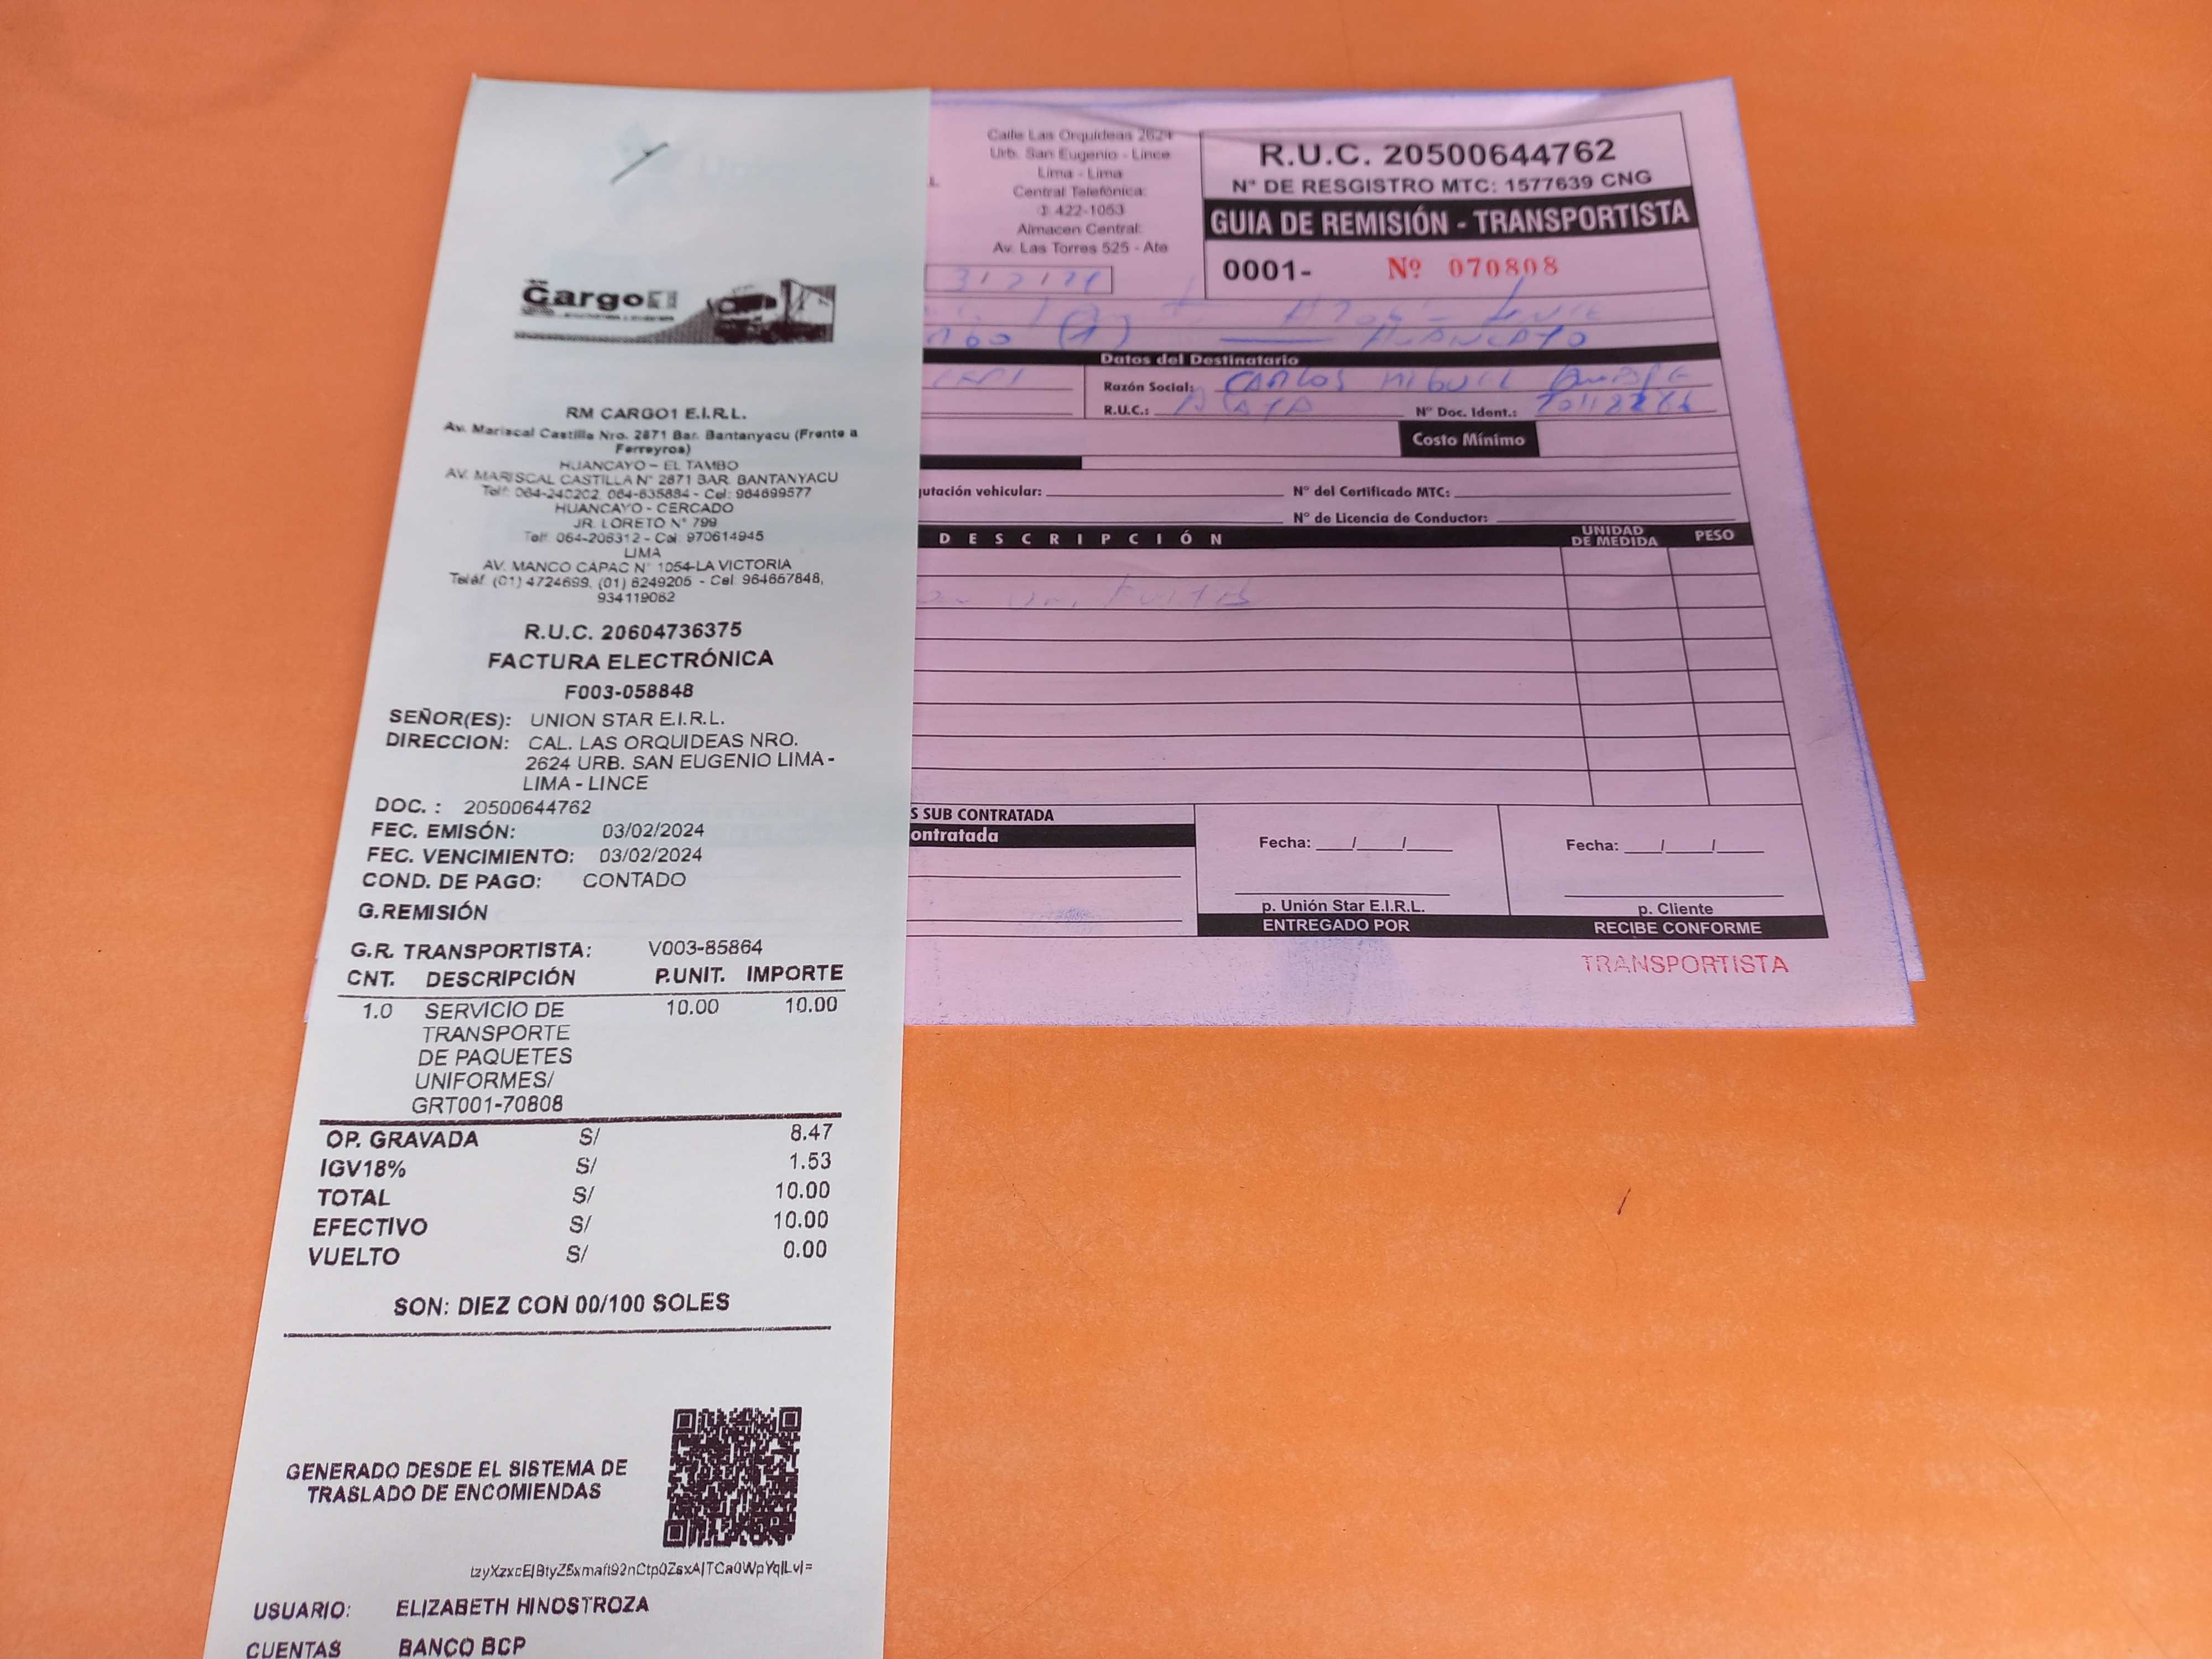 Cargo1
RM CARGO1 E.I.R.L.
Av. Mariscal Castilla Nro. 2871 Bar. Bantanyacu (Frente a
Ferreyros)
HUANCAYO – EL TAMBO
AV. MARISCAL CASTILLA N° 2871 BAR. BANTANYACU
Telf: 064-240202, 064-635884 - Cel: 964699577
HUANCAYO - CERCADO
JR. LORETO N° 799
Telf: 064-206312 - Cel: 970614945
LIMA
AV. MANCO CAPAC N° 1054-LA VICTORIA
Teléf. (01) 4724699, (01) 6249205 - Cel: 964667848,
934119062
R.U.C. 20604736375
FACTURA ELECTRÓNICA
F003-058848
SEÑOR(ES): UNION STAR E.I.R.L.
DIRECCION: CAL. LAS ORQUIDEAS NRO.
2624 URB. SAN EUGENIO LIMA -
LIMA - LINCE
DOC. : 20500644762
FEC. EMISÓN: 03/02/2024
FEC. VENCIMIENTO: 03/02/2024
COND. DE PAGO: CONTADO
G.REMISIÓN
G.R. TRANSPORTISTA: V003-85864
CNT. DESCRIPCIÓN P.UNIT. IMPORTE
1.0 SERVICIO DE 10.00 10.00
TRANSPORTE
DE PAQUETES
UNIFORMES/
GRT001-70808
OP. GRAVADA S/ 8.47
IGV18% S/ 1.53
TOTAL S/ 10.00
EFECTIVO S/ 10.00
VUELTO S/ 0.00
SON: DIEZ CON 00/100 SOLES
GENERADO DESDE EL SISTEMA DE
TRASLADO DE ENCOMIENDAS
USUARIO: ELIZABETH HINOSTROZA
CUENTAS BANCO BCP
Calle Las Orquídeas 2624
Urb. San Eugenio - Lince
Lima - Lima
Central Telefónica:
422-1053
Almacen Central:
Av. Las Torres 525 - Ate
R.U.C. 20500644762
N° DE RESGISTRO MTC: 1577639 CNG
GUIA DE REMISIÓN - TRANSPORTISTA
0001- Nº 070808
HUANCAYO
Datos del Destinatario
Razón Social: CARLOS MIGUEL
R.U.C.: N° Doc. Ident.:
Costo Mínimo
utación vehicular: N° del Certificado MTC:
N° de Licencia de Conductor:
DESCRIPCIÓN UNIDAD DE MEDIDA PESO
S SUB CONTRATADA
ontratada
Fecha: / / Fecha: / /
p. Unión Star E.I.R.L. p. Cliente
ENTREGADO POR RECIBE CONFORME
TRANSPORTISTA